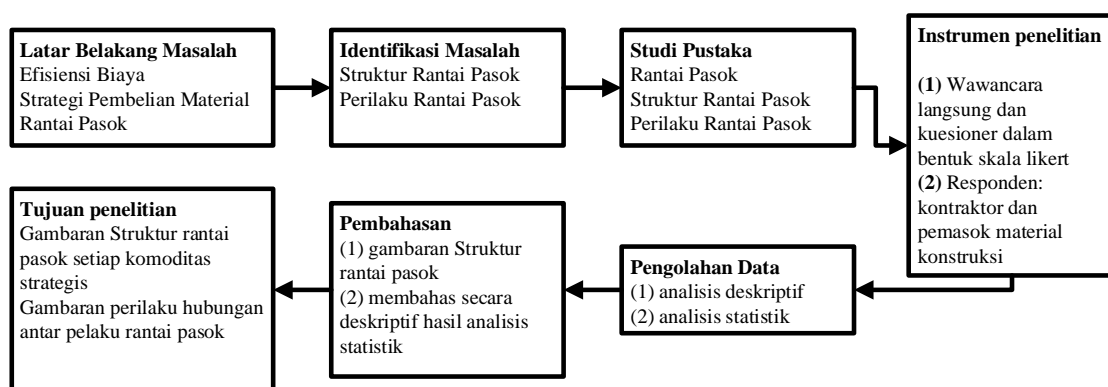 Latar Belakang Masalah
Efisiensi Biaya
Strategi Pembelian Material
Rantai Pasok
Identifikasi Masalah
Struktur Rantai Pasok
Perilaku Rantai Pasok
Studi Pustaka
Rantai Pasok
Struktur Rantai Pasok
Perilaku Rantai Pasok
Instrumen penelitian
(1) Wawancara
langsung dan
kuesioner dalam
bentuk skala likert
(2) Responden:
kontraktor dan
pemasok material
konstruksi
Pengolahan Data
(1) analisis deskriptif
(2) analisis statistik
Pembahasan
(1) gambaran Struktur
rantai pasok
(2) membahas secara
deskriptif hasil analisis
statistik
Tujuan penelitian
Gambaran Struktur rantai
pasok setiap komoditas
strategis
Gambaran perilaku hubungan
antar pelaku rantai pasok